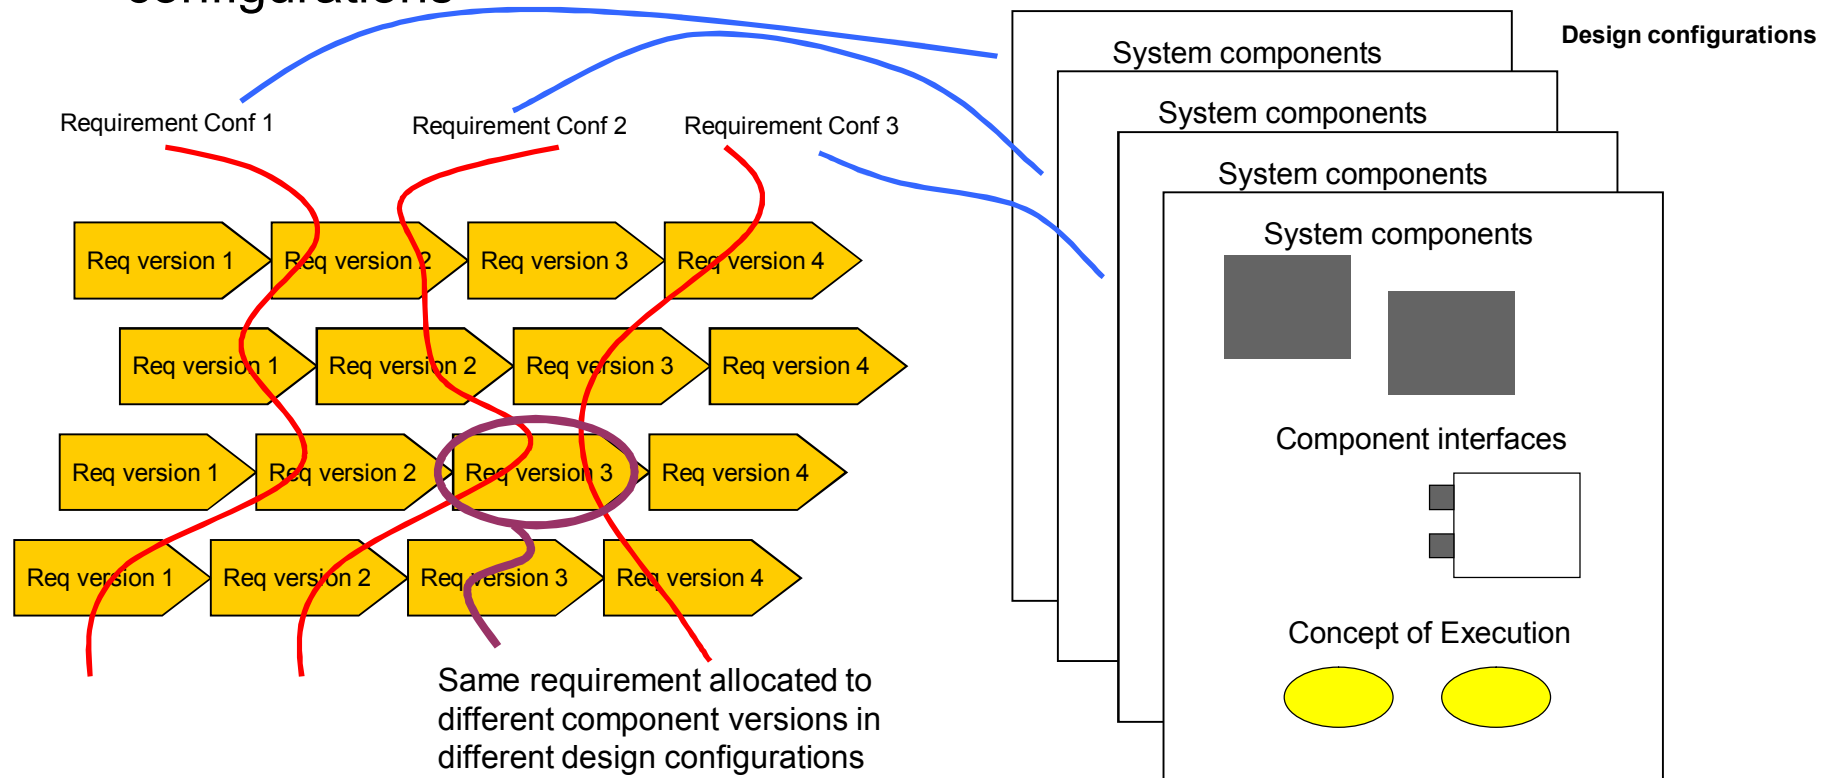 configurations
Design configurations
System components
System components
System components
System components
Requirement Conf 1
Requirement Conf 2
Requirement Conf 3
Req version 1
Req version 2
Req version 3
Req version 4
Req version 1
Req version 2
Req version 3
Req version 4
Req version 1
Req version 2
Req version 3
Req version 4
Req version 1
Req version 2
Req version 3
Req version 4
Component interfaces
Concept of Execution
Same requirement allocated to
different component versions in
different design configurations